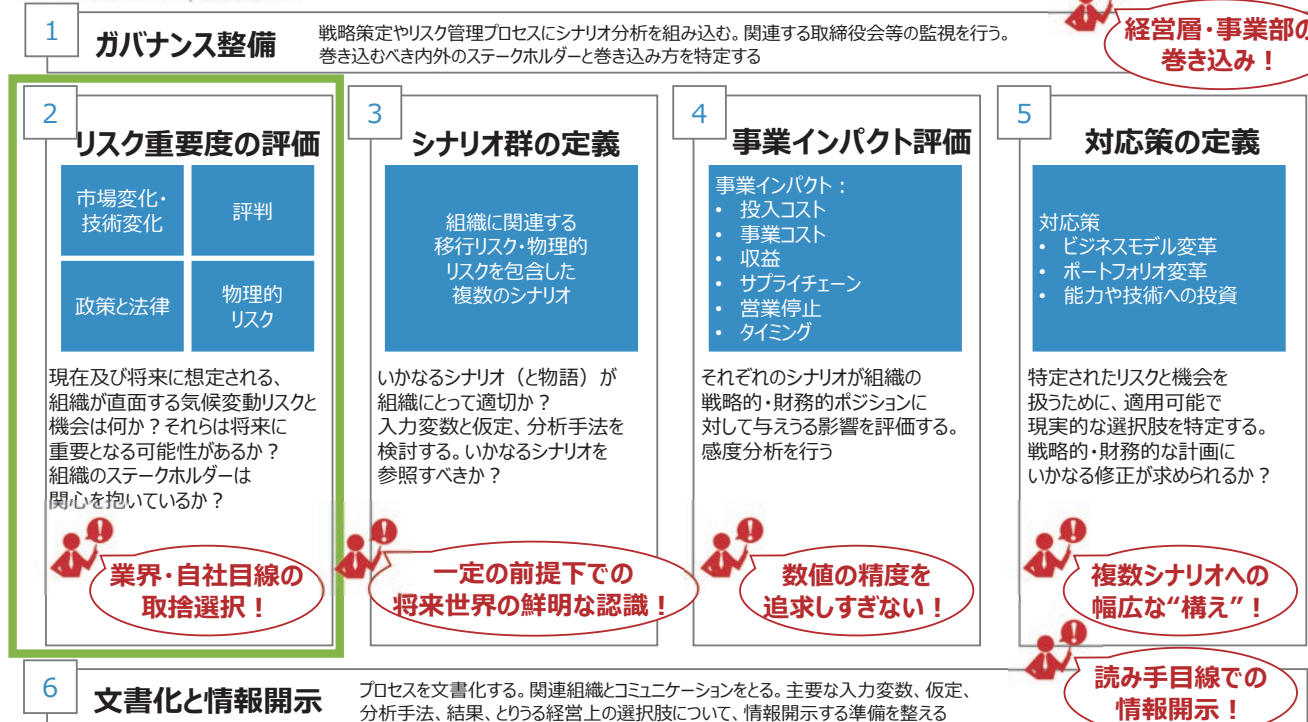 1
ガバナンス整備
戦略策定やリスク管理プロセスにシナリオ分析を組み込む。関連する取締役会等の監視を行う。
巻き込むべき内外のステークホルダーと巻き込み方を特定する
経営層・事業部の
巻き込み！
2
リスク重要度の評価
市場変化・
技術変化
評判
政策と法律
物理的
リスク
現在及び将来に想定される、
組織が直面する気候変動リスクと
機会は何か？それらは将来に
重要となる可能性があるか？
組織のステークホルダーは
関心を抱いているか？
業界・自社目線の
取捨選択！
3
シナリオ群の定義
組織に関連する
移行リスク・物理的
リスクを包含した
複数のシナリオ
いかなるシナリオ（と物語）が
組織にとって適切か？
入力変数と仮定、分析手法を
検討する。いかなるシナリオを
参照すべきか？
一定の前提下での
将来世界の鮮明な認識！
4
事業インパクト評価
事業インパクト：
• 投入コスト
• 事業コスト
• 収益
• サプライチェーン
• 営業停止
• タイミング
それぞれのシナリオが組織の
戦略的・財務的ポジションに
対して与えうる影響を評価する。
感度分析を行う
数値の精度を
追求しすぎない！
5
対応策の定義
対応策
• ビジネスモデル変革
• ポートフォリオ変革
• 能力や技術への投資
特定されたリスクと機会を
扱うために、適用可能で
現実的な選択肢を特定する。
戦略的・財務的な計画に
いかなる修正が求められるか？
複数シナリオへの
幅広な“構え”！
6
文書化と情報開示
プロセスを文書化する。関連組織とコミュニケーションをとる。主要な入力変数、仮定、
分析手法、結果、とりうる経営上の選択肢について、情報開示する準備を整える
読み手目線での
情報開示！